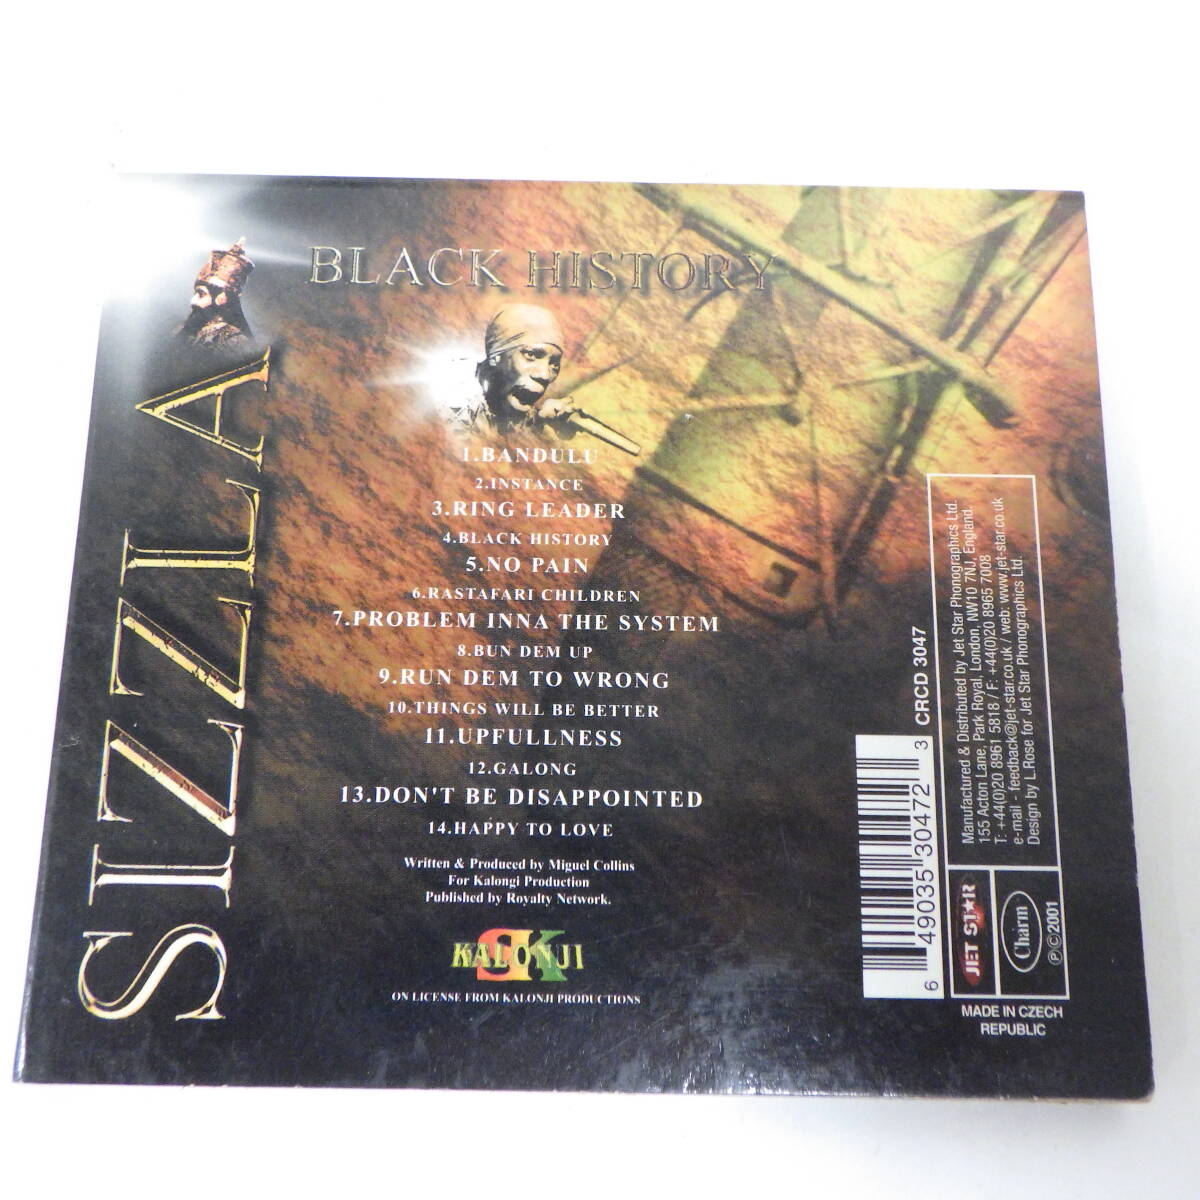 BLACK HISTORY
SIZZLA
1.BANDULU
2.INSTANCE
3.RING LEADER
4.BLACK HISTORY
5.NO PAIN
6.RASTAFARI CHILDREN
7.PROBLEM INNA THE SYSTEM
8.BUN DEM UP
9.RUN DEM TO WRONG
10.THINGS WILL BE BETTER
11.UPFULLNESS
12.GALONG
13.DON'T BE DISAPPOINTED
14.HAPPY TO LOVE
Written & Produced by Miguel Collins
For Kalongi Production
Published by Royalty Network.
KALONJI
SK
ON LICENSE FROM KALONJI PRODUCTIONS
CRCD 3047
6 49035 30472 3
Manufactured & Distributed by Jet Star Phonographics Ltd.
155 Acton Lane, Park Royal, London, NW10 7NJ, England.
T: +44(0)20 8961 5818 / F: +44(0)20 8965 7008
e-mail - feedback@jet-star.co.uk / web: www.jet-star.co.uk
Design by L.Rose for Jet Star Phonographics Ltd.
JET STAR
Charm
℗©2001
MADE IN CZECH
REPUBLIC